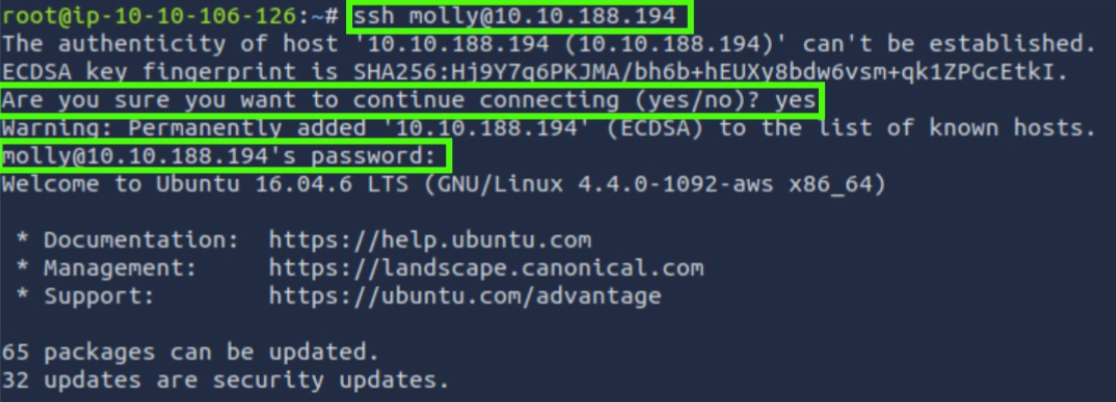 root@ip-10-10-106-126:~# ssh molly@10.10.188.194
The authenticity of host '10.10.188.194 (10.10.188.194)' can't be established.
ECDSA key fingerprint is SHA256:Hj9Y7q6PKJMA/bh6b+hEUXy8bdw6vsm+qk1ZPGcEtkI.
Are you sure you want to continue connecting (yes/no)? yes
Warning: Permanently added '10.10.188.194' (ECDSA) to the list of known hosts.
molly@10.10.188.194's password:
Welcome to Ubuntu 16.04.6 LTS (GNU/Linux 4.4.0-1092-aws x86_64)
* Documentation:  https://help.ubuntu.com
* Management:     https://landscape.canonical.com
* Support:        https://ubuntu.com/advantage
65 packages can be updated.
32 updates are security updates.